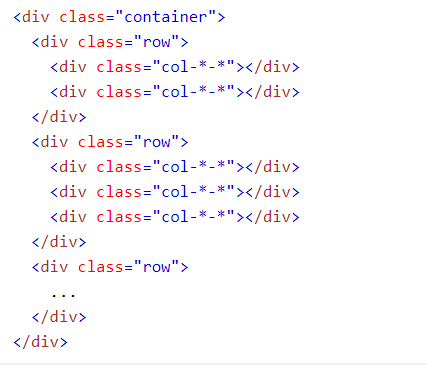 <div class="container">
  <div class="row">
    <div class="col-*-*"></div>
    <div class="col-*-*"></div>
  </div>
  <div class="row">
    <div class="col-*-*"></div>
    <div class="col-*-*"></div>
    <div class="col-*-*"></div>
  </div>
  <div class="row">
    ...
  </div>
</div>